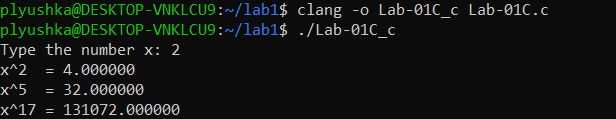 plyushka@DESKTOP-VNKLCU9:~/lab1$ clang -o Lab-01C_c Lab-01C.c
plyushka@DESKTOP-VNKLCU9:~/lab1$ ./Lab-01C_c
Type the number x: 2
x^2  = 4.000000
x^5  = 32.000000
x^17 = 131072.000000